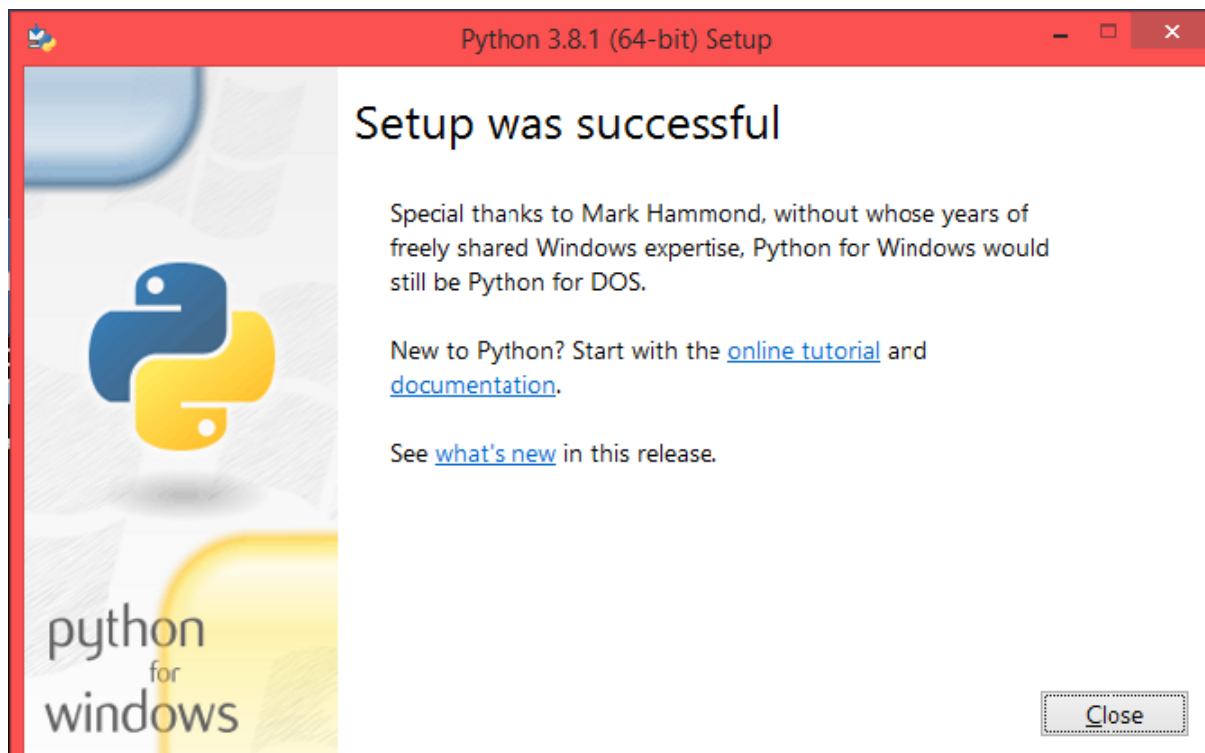 Python 3.8.1 (64-bit) Setup
Setup was successful
Special thanks to Mark Hammond, without whose years of
freely shared Windows expertise, Python for Windows would
still be Python for DOS.
New to Python? Start with the online tutorial and
documentation.
See what's new in this release.
python
for
windows
Close